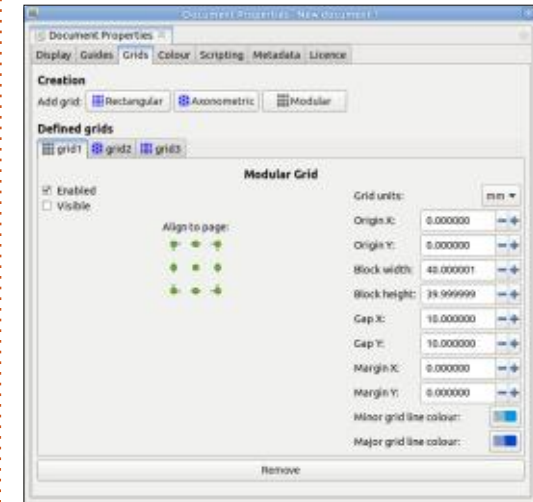 Document Properties - New document 1
Document Properties
Display Guides Grids Colour Scripting Metadata Licence
Creation
Add grid: Rectangular Axonometric Modular
Defined grids
grid1 grid2 grid3
Modular Grid
Enabled
Visible
Align to page:
Grid units: mm
Origin X: 0.000000
Origin Y: 0.000000
Block width: 40.000001
Block height: 39.999999
Gap X: 10.000000
Gap Y: 10.000000
Margin X: 0.000000
Margin Y: 0.000000
Minor grid line colour:
Major grid line colour:
Remove